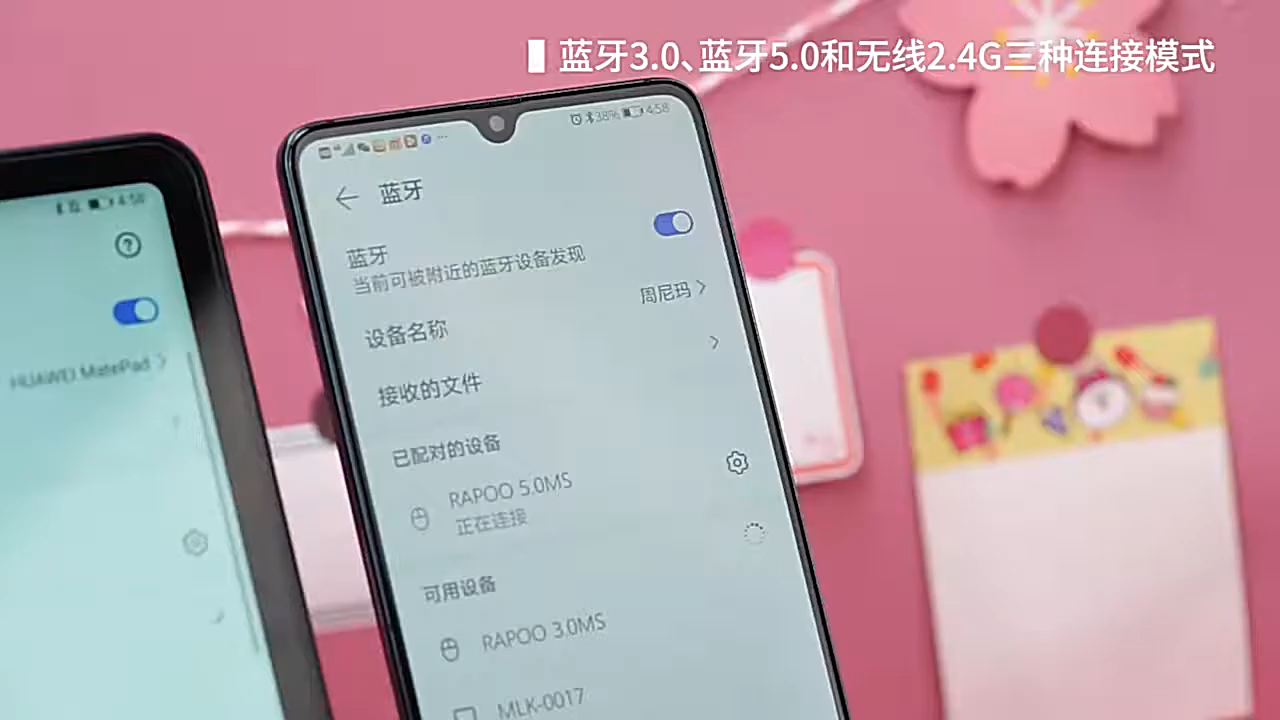 蓝牙3.0、蓝牙5.0和无线2.4G三种连接模式
38% 4:58
蓝牙
蓝牙
当前可被附近的蓝牙设备发现
设备名称 周尼玛
接收的文件
已配对的设备
RAPOO 5.0MS
正在连接
可用设备
RAPOO 3.0MS
MLK-0017
4:58
HUAWEI MatePad